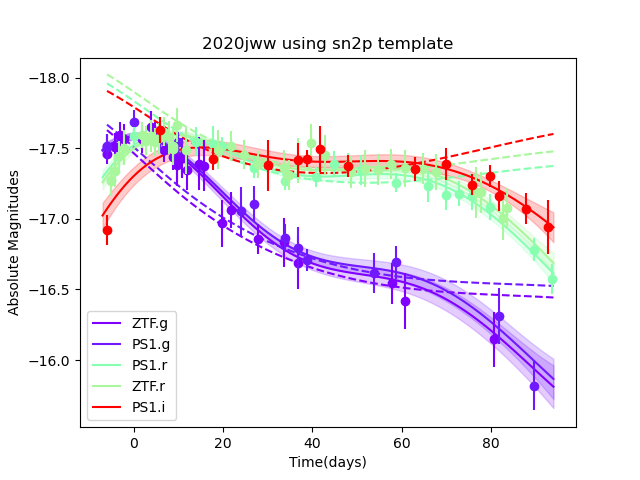 2020jww using sn2p template
−18.0
−17.5
−17.0
−16.5
−16.0
Absolute Magnitudes
ZTF.g
PS1.g
PS1.r
ZTF.r
PS1.i
0 20 40 60 80
Time(days)